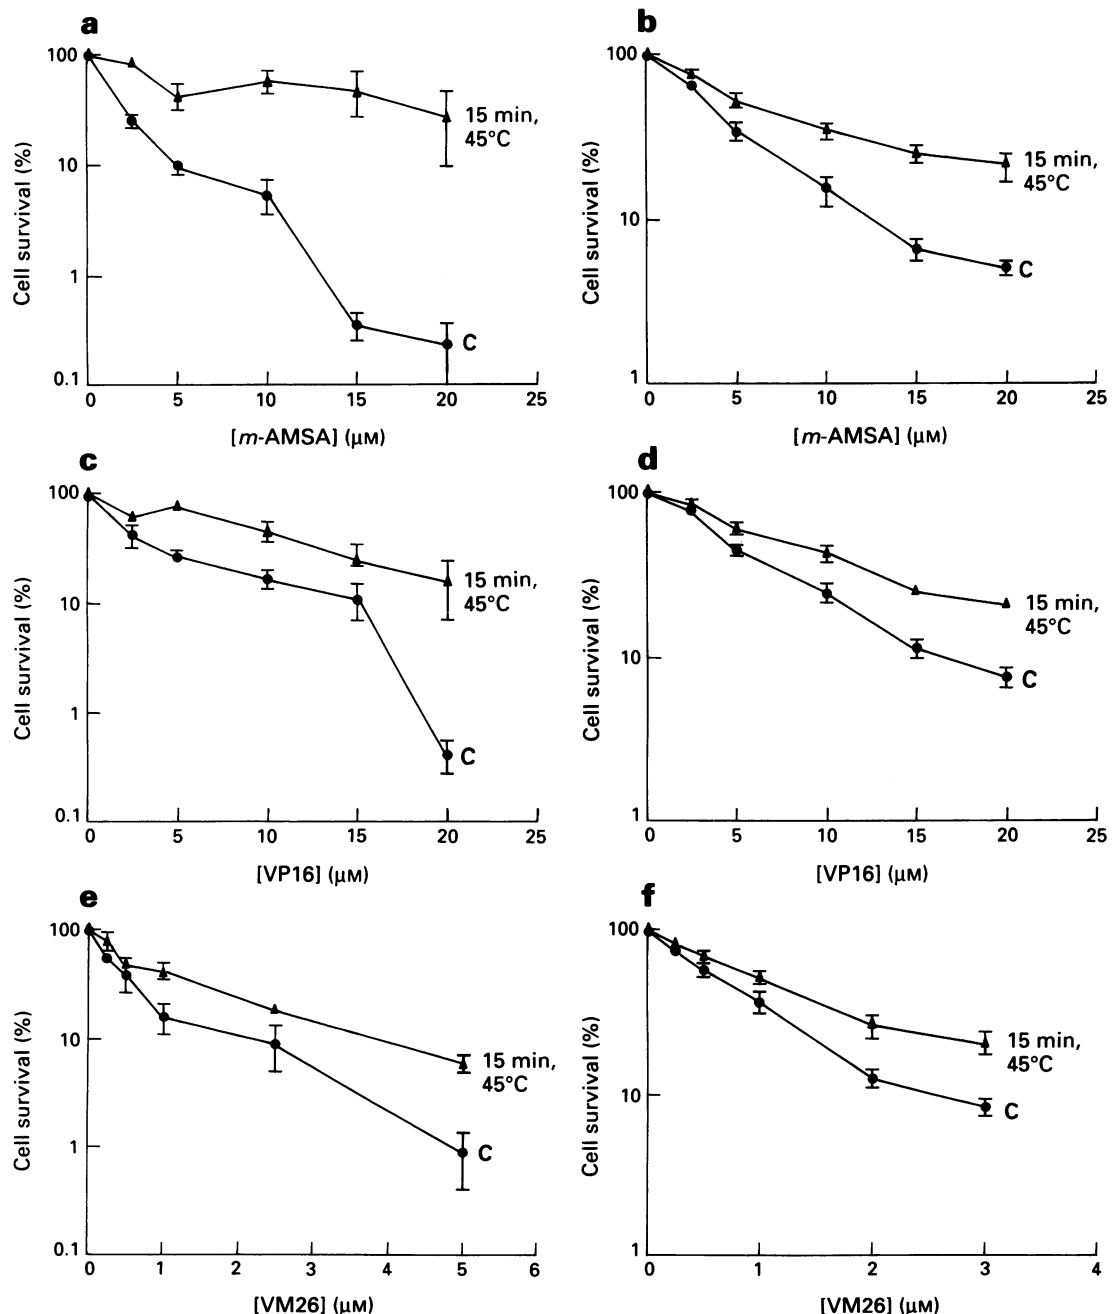 a
Cell survival (%)
100
10
1
0.1
0 5 10 15 20 25
[m-AMSA] (μM)
15 min,
45°C
C
b
Cell survival (%)
100
10
1
0 5 10 15 20 25
[m-AMSA] (μM)
15 min,
45°C
C
c
Cell survival (%)
100
10
1
0.1
0 5 10 15 20 25
[VP16] (μM)
15 min,
45°C
C
d
Cell survival (%)
100
10
1
0 5 10 15 20 25
[VP16] (μM)
15 min,
45°C
C
e
Cell survival (%)
100
10
1
0.1
0 1 2 3 4 5 6
[VM26] (μM)
15 min,
45°C
C
f
Cell survival (%)
100
10
1
0 1 2 3 4
[VM26] (μM)
15 min,
45°C
C